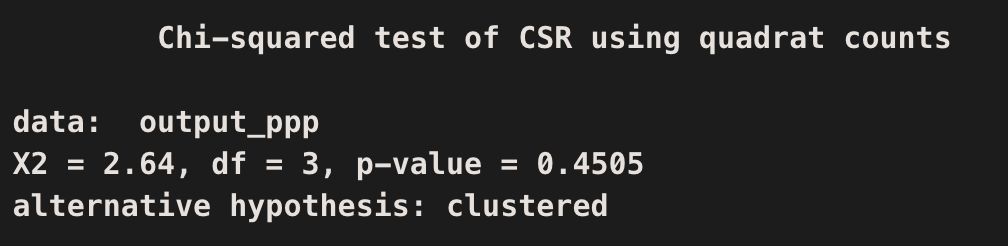 Chi-squared test of CSR using quadrat counts
data:  output_ppp
X2 = 2.64, df = 3, p-value = 0.4505
alternative hypothesis: clustered